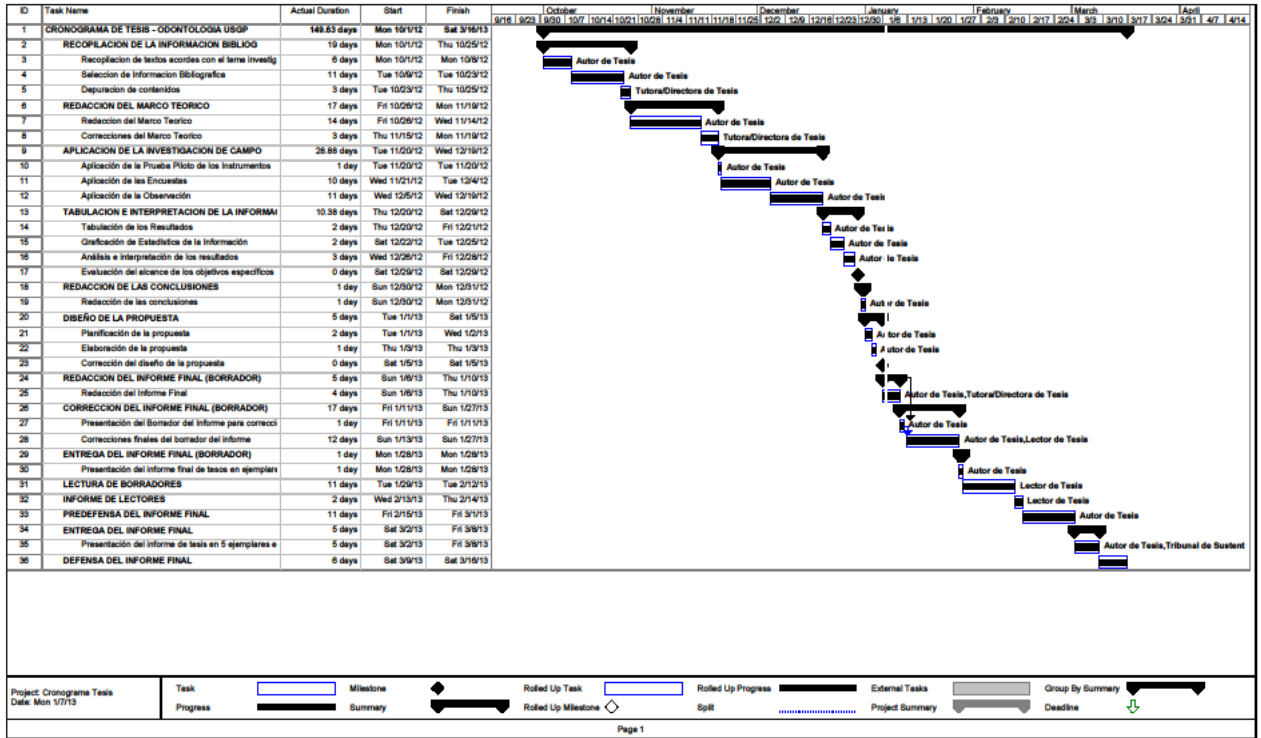 ID Task Name Actual Duration Start Finish October November December January February March April
9/16 9/23 9/30 10/7 10/14 10/21 10/28 11/4 11/11 11/18 11/25 12/2 12/9 12/16 12/23 12/30 1/6 1/13 1/20 1/27 2/3 2/10 2/17 2/24 3/3 3/10 3/17 3/24 3/31 4/7 4/14
1 CRONOGRAMA DE TESIS - ODONTOLOGIA USGP 149.63 days Mon 10/1/12 Sat 3/16/13
2 RECOPILACION DE LA INFORMACION BIBLIOG 19 days Mon 10/1/12 Thu 10/25/12
3 Recopilacion de textos acordes con el tema investig 6 days Mon 10/1/12 Mon 10/8/12 Autor de Tesis
4 Seleccion de Informacion Bibliografica 11 days Tue 10/9/12 Tue 10/23/12 Autor de Tesis
5 Depuracion de contenidos 3 days Tue 10/23/12 Thu 10/25/12 Tutora/Directora de Tesis
6 REDACCION DEL MARCO TEORICO 17 days Fri 10/26/12 Mon 11/19/12
7 Redaccion del Marco Teorico 14 days Fri 10/26/12 Wed 11/14/12 Autor de Tesis
8 Correcciones del Marco Teorico 3 days Thu 11/15/12 Mon 11/19/12 Tutora/Directora de Tesis
9 APLICACION DE LA INVESTIGACION DE CAMPO 28.88 days Tue 11/20/12 Wed 12/19/12
10 Aplicación de la Prueba Piloto de los Instrumentos 1 day Tue 11/20/12 Tue 11/20/12 Autor de Tesis
11 Aplicación de las Encuestas 10 days Wed 11/21/12 Tue 12/4/12 Autor de Tesis
12 Aplicación de la Observación 11 days Wed 12/5/12 Wed 12/19/12 Autor de Tesis
13 TABULACION E INTERPRETACION DE LA INFORMA 10.38 days Thu 12/20/12 Sat 12/29/12
14 Tabulación de los Resultados 2 days Thu 12/20/12 Fri 12/21/12 Autor de Tesis
15 Graficación de Estadística de la Información 2 days Sat 12/22/12 Tue 12/25/12 Autor de Tesis
16 Análisis e interpretación de los resultados 3 days Wed 12/26/12 Fri 12/28/12 Autor de Tesis
17 Evaluación del alcance de los objetivos específicos 0 days Sat 12/29/12 Sat 12/29/12
18 REDACCION DE LAS CONCLUSIONES 1 day Sun 12/30/12 Mon 12/31/12
19 Redacción de las conclusiones 1 day Sun 12/30/12 Mon 12/31/12 Autor de Tesis
20 DISEÑO DE LA PROPUESTA 5 days Tue 1/1/13 Sat 1/5/13
21 Planificación de la propuesta 2 days Tue 1/1/13 Wed 1/2/13 Autor de Tesis
22 Elaboración de la propuesta 1 day Thu 1/3/13 Thu 1/3/13 Autor de Tesis
23 Corrección del diseño de la propuesta 0 days Sat 1/5/13 Sat 1/5/13
24 REDACCION DEL INFORME FINAL (BORRADOR) 5 days Sun 1/6/13 Thu 1/10/13
25 Redacción del Informe Final 4 days Sun 1/6/13 Thu 1/10/13 Autor de Tesis,Tutora/Directora de Tesis
26 CORRECCION DEL INFORME FINAL (BORRADOR) 17 days Fri 1/11/13 Sun 1/27/13
27 Presentación del Borrador del Informe para correcci 1 day Fri 1/11/13 Fri 1/11/13 Autor de Tesis
28 Correcciones finales del borrador del informe 12 days Sun 1/13/13 Sun 1/27/13 Autor de Tesis,Lector de Tesis
29 ENTREGA DEL INFORME FINAL (BORRADOR) 1 day Mon 1/28/13 Mon 1/28/13
30 Presentación del informe final de tesos en ejemplare 1 day Mon 1/28/13 Mon 1/28/13 Autor de Tesis
31 LECTURA DE BORRADORES 11 days Tue 1/29/13 Tue 2/12/13 Lector de Tesis
32 INFORME DE LECTORES 2 days Wed 2/13/13 Thu 2/14/13 Lector de Tesis
33 PREDEFENSA DEL INFORME FINAL 11 days Fri 2/15/13 Fri 3/1/13 Autor de Tesis
34 ENTREGA DEL INFORME FINAL 5 days Sat 3/2/13 Fri 3/8/13
35 Presentación del informe de tesis en 5 ejemplares e 5 days Sat 3/2/13 Fri 3/8/13 Autor de Tesis,Tribunal de Sustent
36 DEFENSA DEL INFORME FINAL 6 days Sat 3/9/13 Sat 3/16/13
Project: Cronograma Tesis
Date: Mon 1/7/13
Task Milestone Rolled Up Task Rolled Up Progress External Tasks Group By Summary
Progress Summary Rolled Up Milestone Split Project Summary Deadline
Page 1